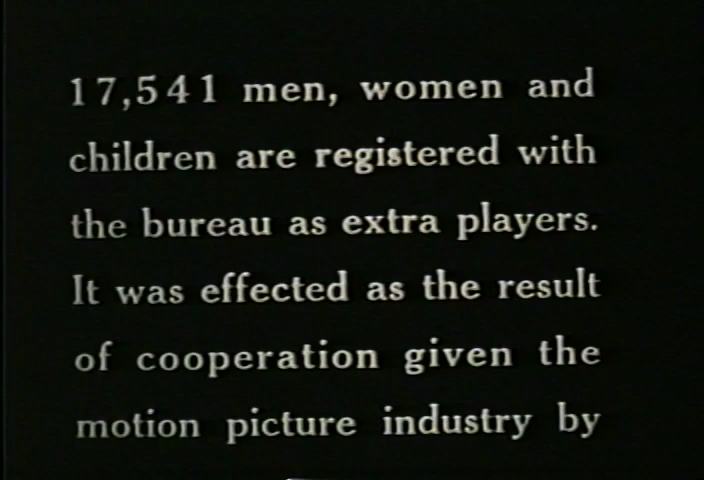 17,541 men, women and
children are registered with
the bureau as extra players.
It was effected as the result
of cooperation given the
motion picture industry by